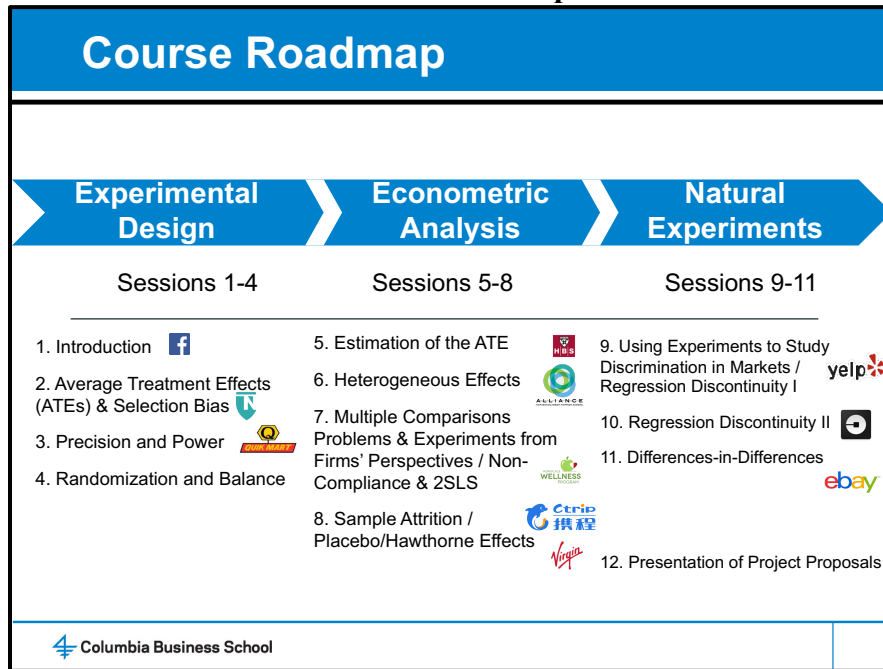 Course Roadmap
Experimental
Design
Econometric
Analysis
Natural
Experiments
Sessions 1-4
Sessions 5-8
Sessions 9-11
1. Introduction
f
2. Average Treatment Effects
(ATEs) & Selection Bias
3. Precision and Power
Q
QUIK MART
4. Randomization and Balance
5. Estimation of the ATE
HBS
6. Heterogeneous Effects
ALLIANCE
7. Multiple Comparisons
Problems & Experiments from
Firms' Perspectives / Non-
Compliance & 2SLS
WELLNESS
PROGRAM
8. Sample Attrition /
Placebo/Hawthorne Effects
Ctrip
携程
Virgin
9. Using Experiments to Study
Discrimination in Markets /
Regression Discontinuity I
yelp
10. Regression Discontinuity II
11. Differences-in-Differences
ebay
12. Presentation of Project Proposals
Columbia Business School